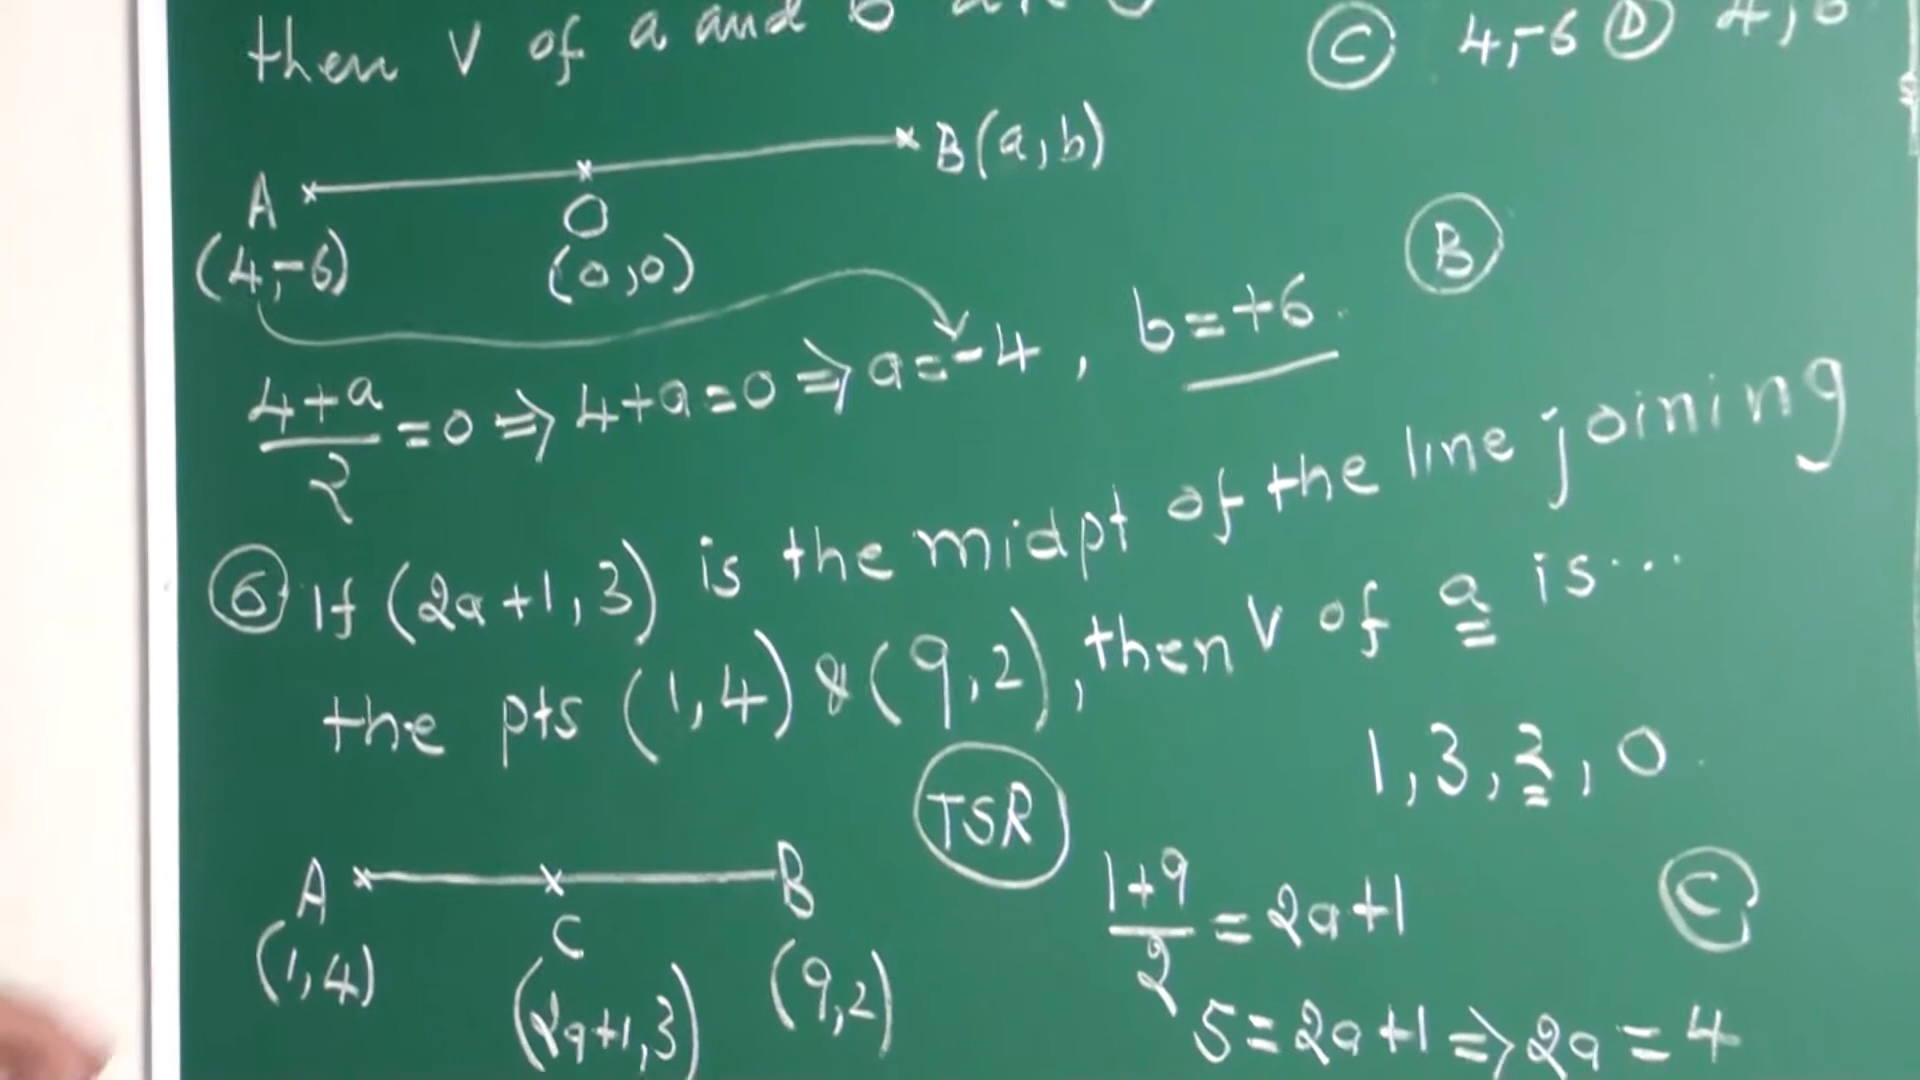 then V of a and b are
Ⓒ 4,-6 Ⓓ 4,6
A B(a,b)
O
(4,-6) (0,0)
Ⓑ
(4+a)/2 = 0 ⇒ 4+a=0 ⇒ a=-4, b=+6.
⑥ If (2a+1,3) is the midpt of the line joining
the pts (1,4) & (9,2), then V of a is...
1,3,2,0.
TSR
A C B
(1,4) (2a+1,3) (9,2)
(1+9)/2 = 2a+1
Ⓒ
5=2a+1 ⇒ 2a=4